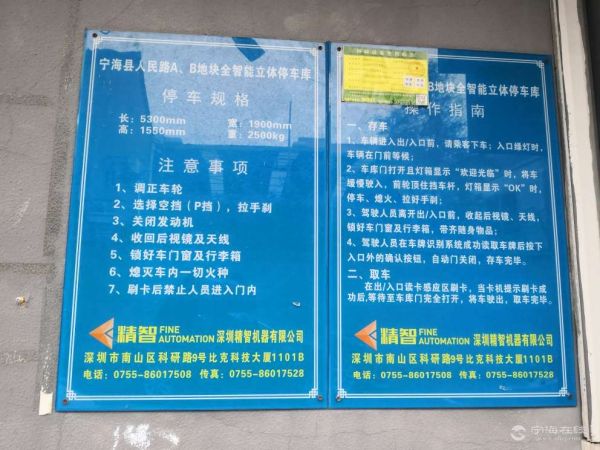 宁海县人民路A、B地块全智能立体停车库
停车规格
长：5300mm 宽：1900mm
高：1550mm 重：2500kg
注意事项
1、调正车轮
2、选择空挡（P挡），拉手刹
3、关闭发动机
4、收回后视镜及天线
5、锁好车门窗及行李箱
6、熄灭车内一切火种
7、刷卡后禁止人员进入门内
精智 FINE AUTOMATION 深圳精智机器有限公司
深圳市南山区科研路9号比克科技大厦1101B
电话：0755-86017508 传真：0755-86017528
B地块全智能立体停车库
操作指南
一、存车
1、车辆进入出/入口前，请乘客下车；入口绿灯时，
车辆在门前等候；
2、车库门打开且灯箱显示“欢迎光临”时，将车
缓慢驶入，前轮顶住挡车杆，灯箱显示“OK”时，
停车、熄火、拉好手刹；
3、驾驶人员离开出/入口前，收起后视镜、天线，
锁好车门窗及行李箱，带齐随身物品；
4、驾驶人员在车牌识别系统成功读取车牌后按下
入口外的确认按钮，自动门关闭，存车完毕。
二、取车
在出/入口读卡感应区刷卡，当卡机提示刷卡成
功后，等待至车库门完全打开，将车驶出，取车完毕。
精智 FINE AUTOMATION 深圳精智机器有限公司
深圳市南山区科研路9号比克科技大厦1101B
电话：0755-86017508 传真：0755-86017528
宁海在线